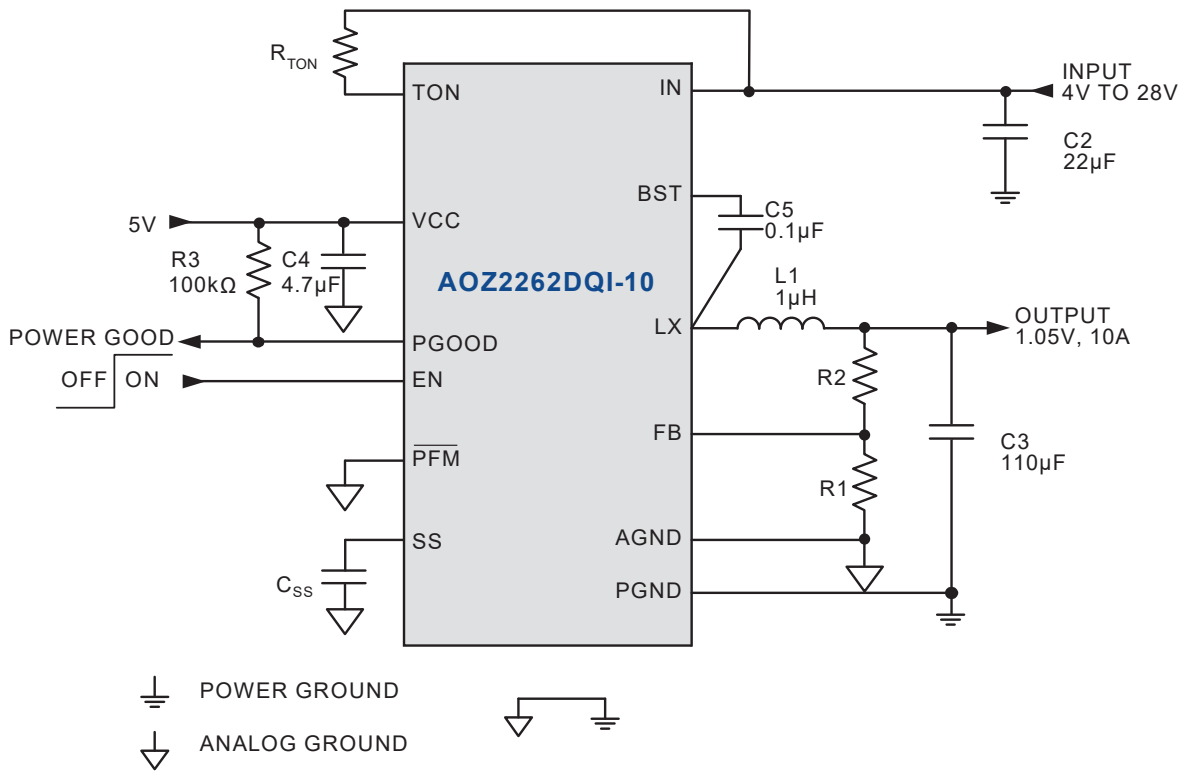 R_TON
TON
IN
INPUT
4V TO 28V
C2
22µF
BST
C5
0.1µF
5V
VCC
R3
100kΩ
C4
4.7µF
AOZ2262DQI-10
L1
1µH
LX
OUTPUT
1.05V, 10A
POWER GOOD
PGOOD
OFF ON
EN
R2
FB
C3
110µF
PFM
R1
SS
AGND
C_SS
PGND
POWER GROUND
ANALOG GROUND